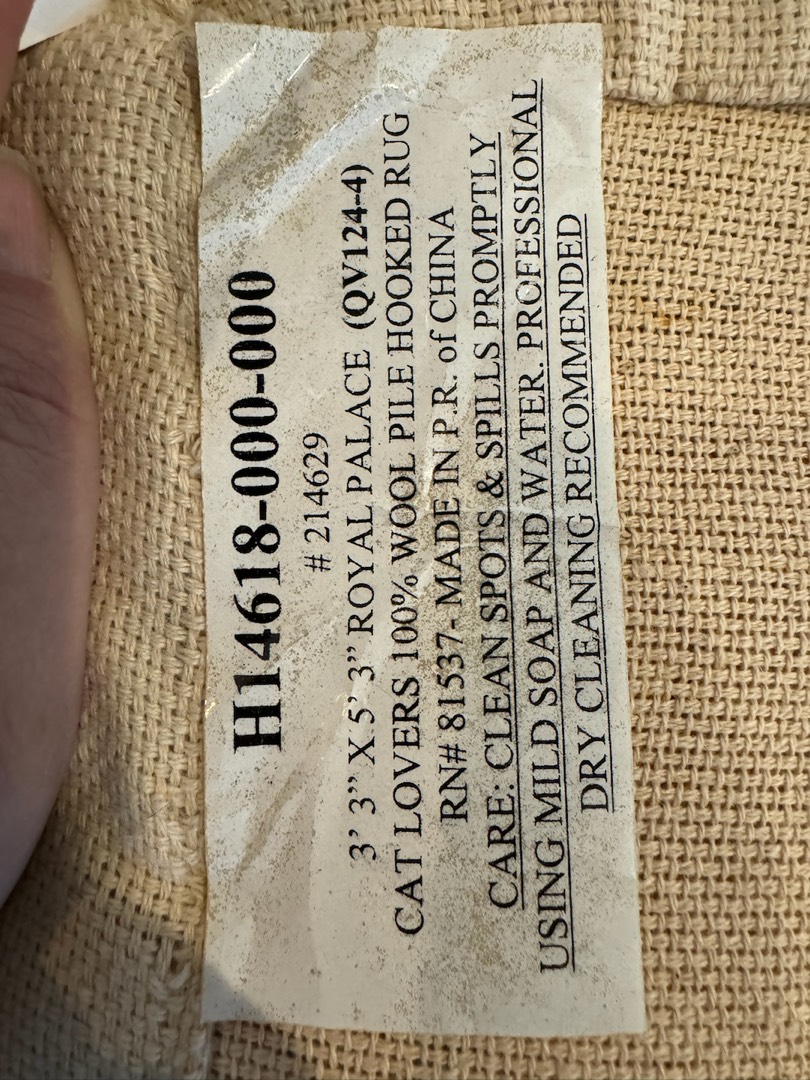 H14618-000-000
# 214629
3’ 3” X 5’ 3” ROYAL PALACE (QV124-4)
CAT LOVERS 100% WOOL PILE HOOKED RUG
RN# 81537- MADE IN P.R. of CHINA
CARE: CLEAN SPOTS & SPILLS PROMPTLY
USING MILD SOAP AND WATER. PROFESSIONAL
DRY CLEANING RECOMMENDED